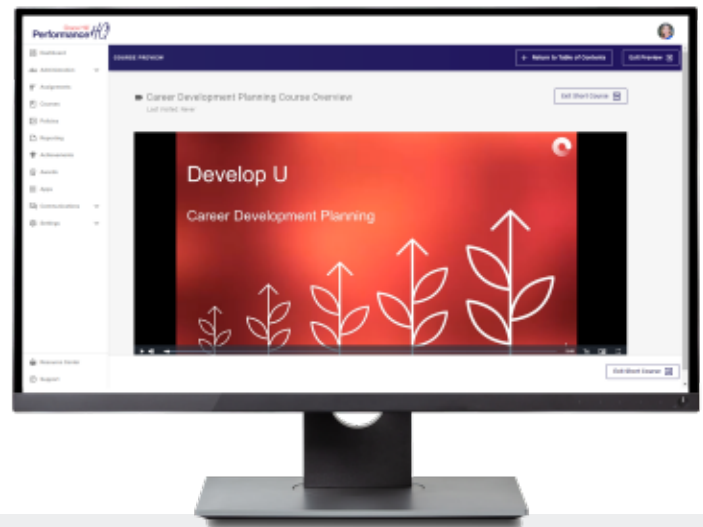 Performance HQ
Dashboard
Administration
Assignments
Courses
Policies
Reporting
Achievements
Awards
Apps
Communications
Settings
Resource Center
Support
COURSE PREVIEW
Return to Table of Contents
Exit Preview
Career Development Planning Course Overview
Exit Short Course
Develop U
Career Development Planning
Exit Short Course